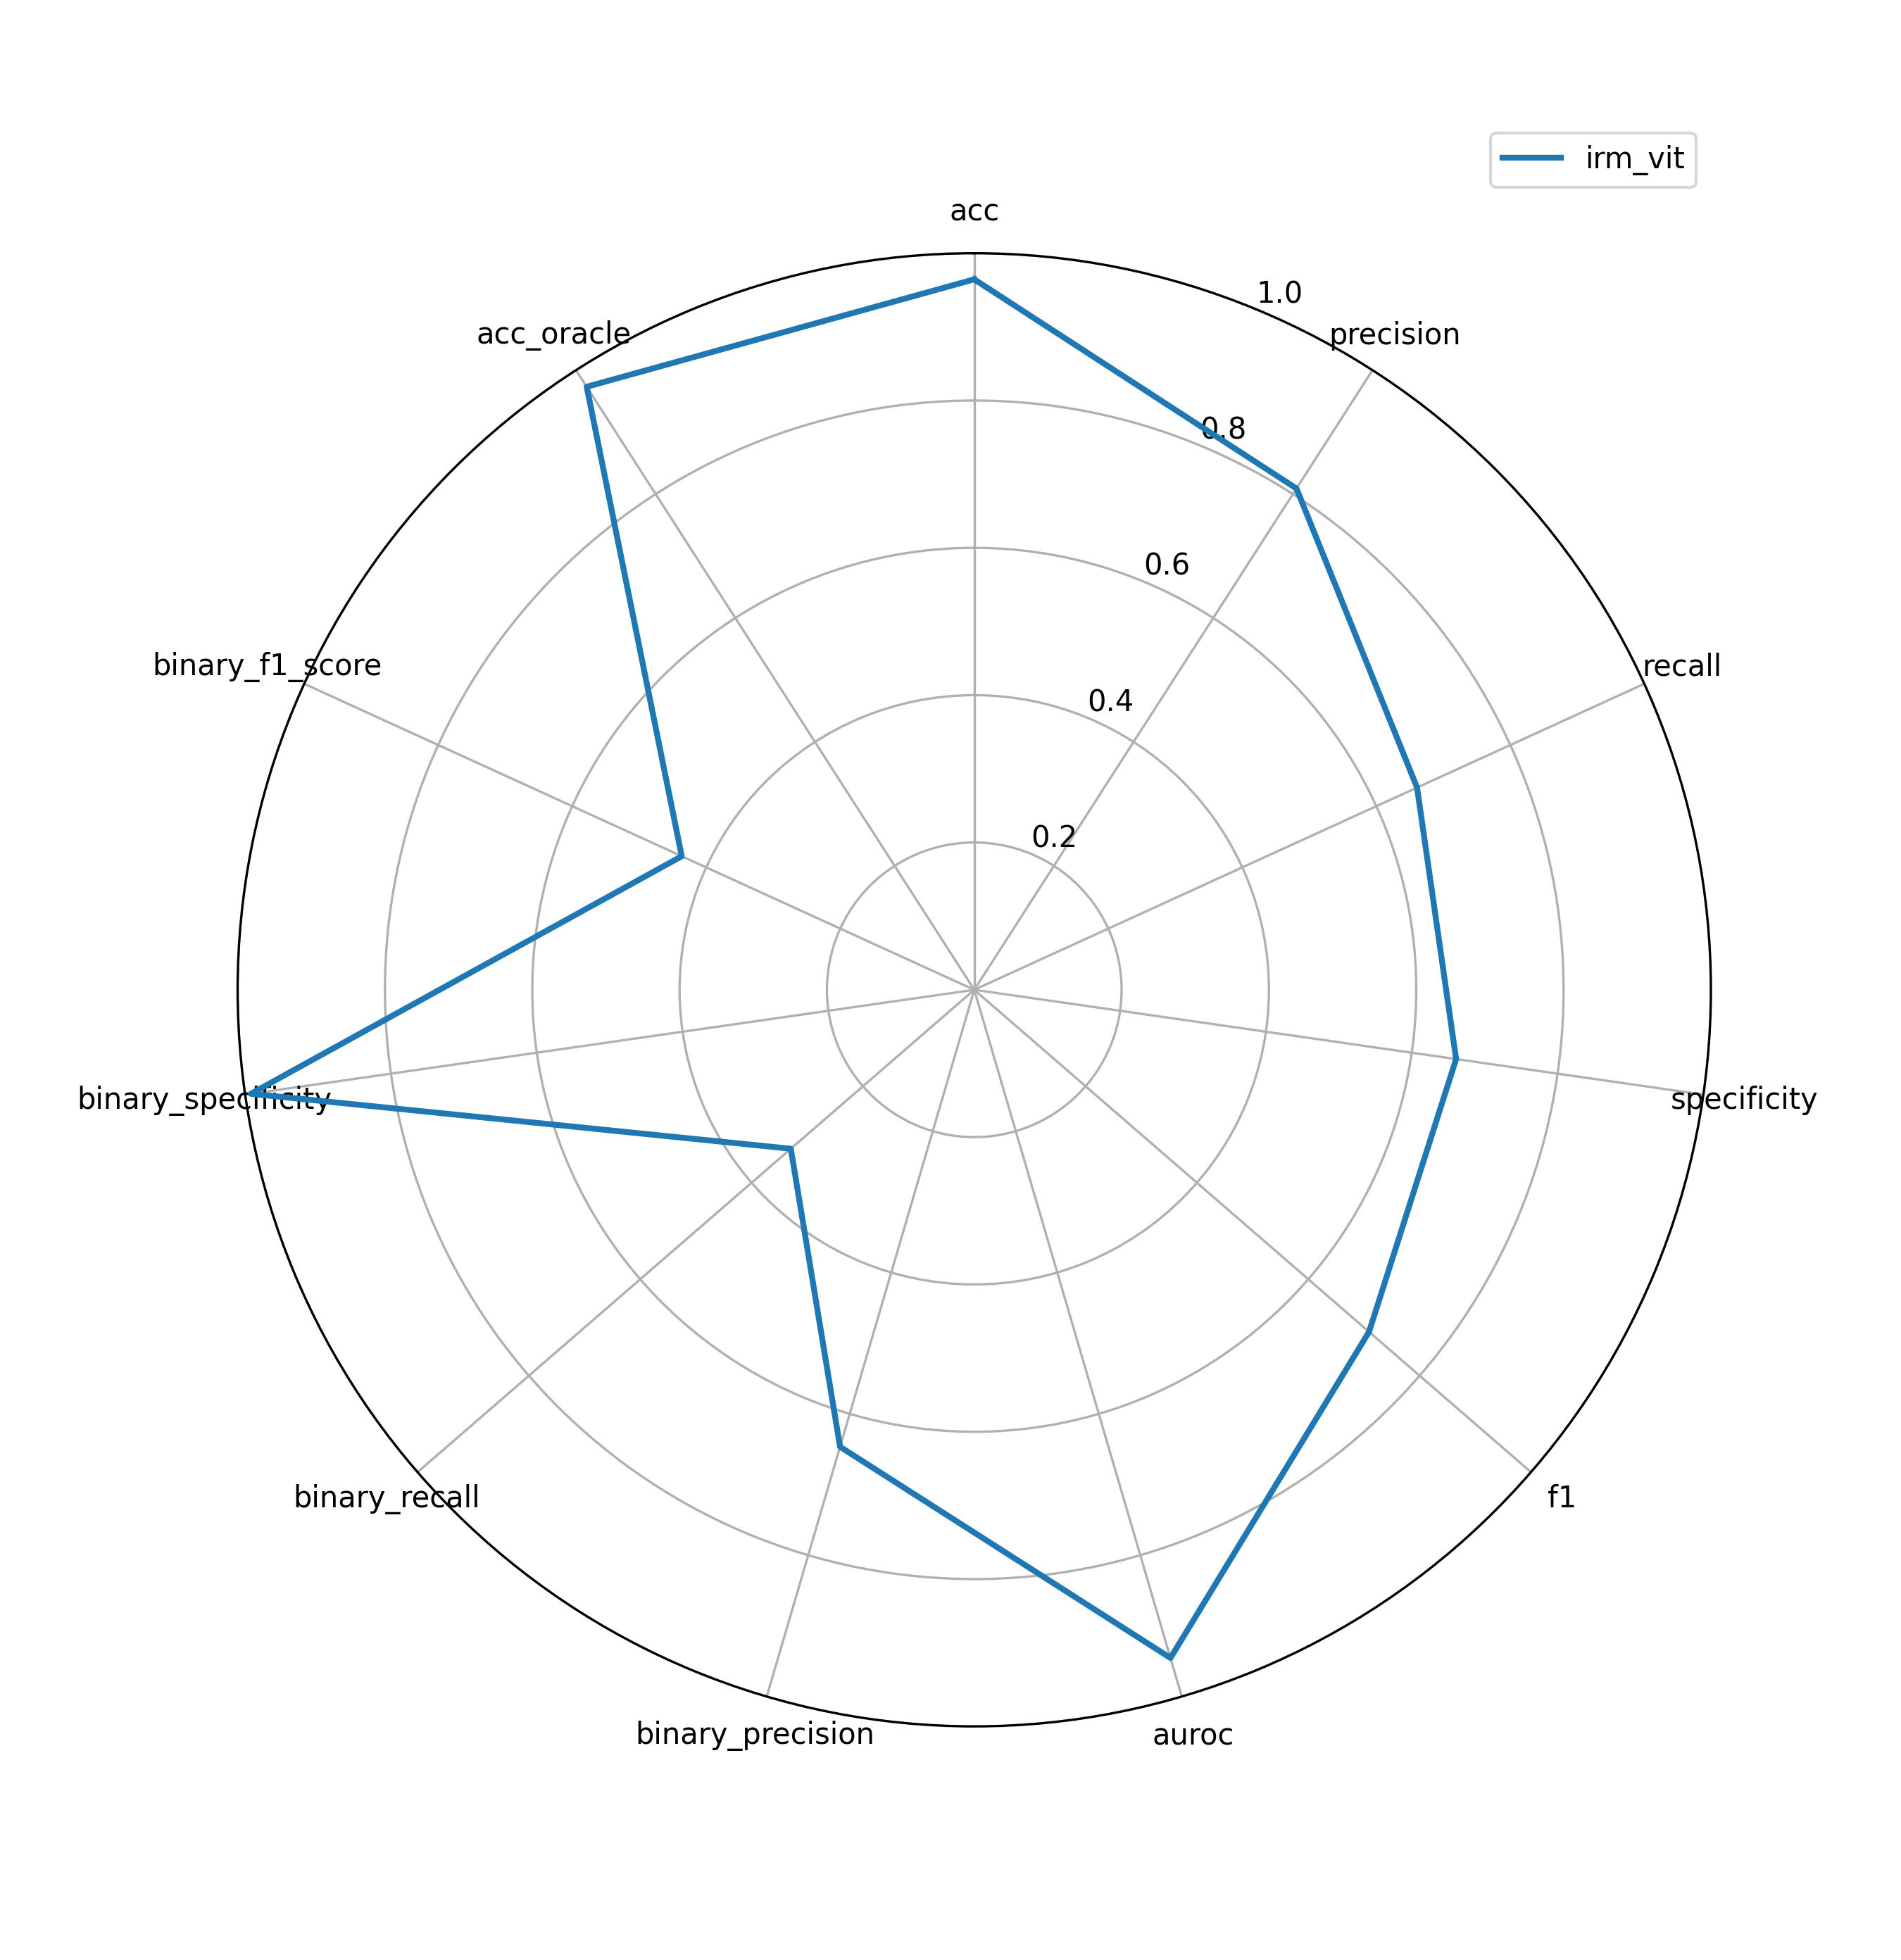 irm_vit
acc
1.0
acc_oracle
precision
0.8
0.6
binary_f1_score
recall
0.4
0.2
binary_specificity
specificity
binary_recall
f1
binary_precision
auroc